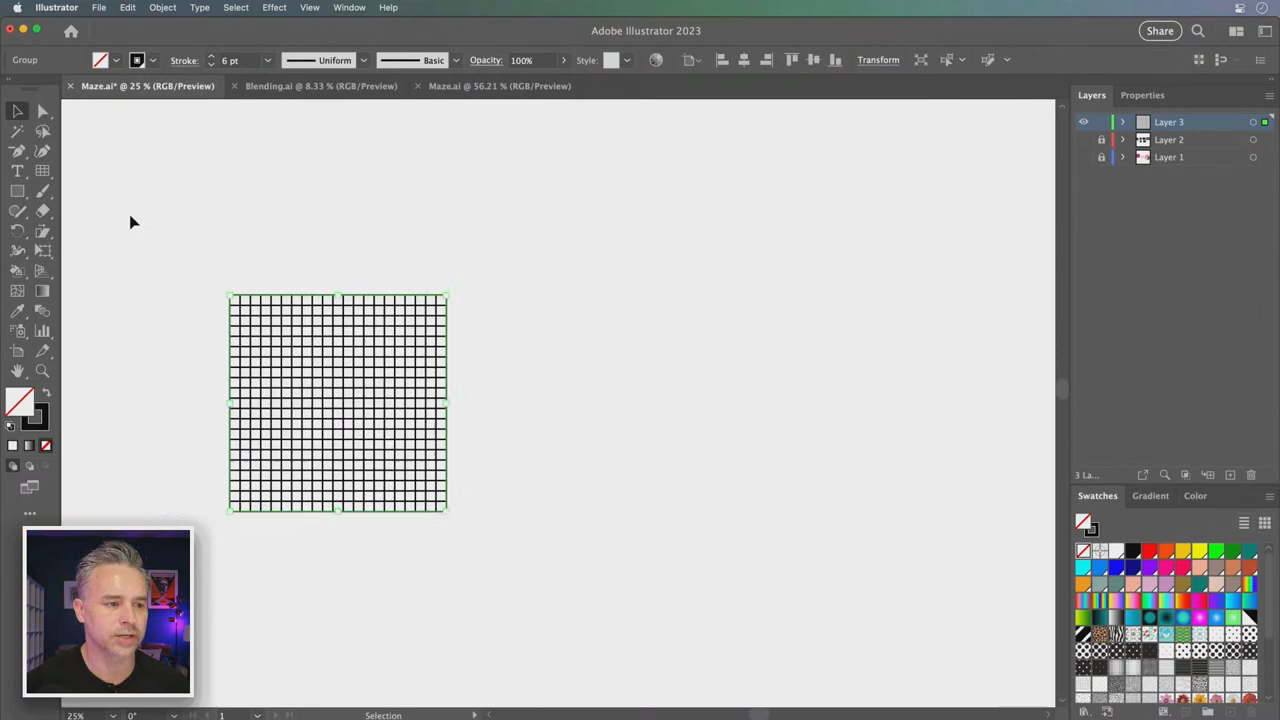 Illustrator File Edit Object Type Select Effect View Window Help
Adobe Illustrator 2023
Share
Group Stroke: 6 pt Uniform Basic Opacity: 100% Style: Transform
Maze.ai* @ 25 % (RGB/Preview) Blending.ai @ 8.33 % (RGB/Preview) Maze.ai @ 56.21 % (RGB/Preview)
Layers Properties
Layer 3
Layer 2
Layer 1
3 La...
Swatches Gradient Color
25% 0° 1 Selection